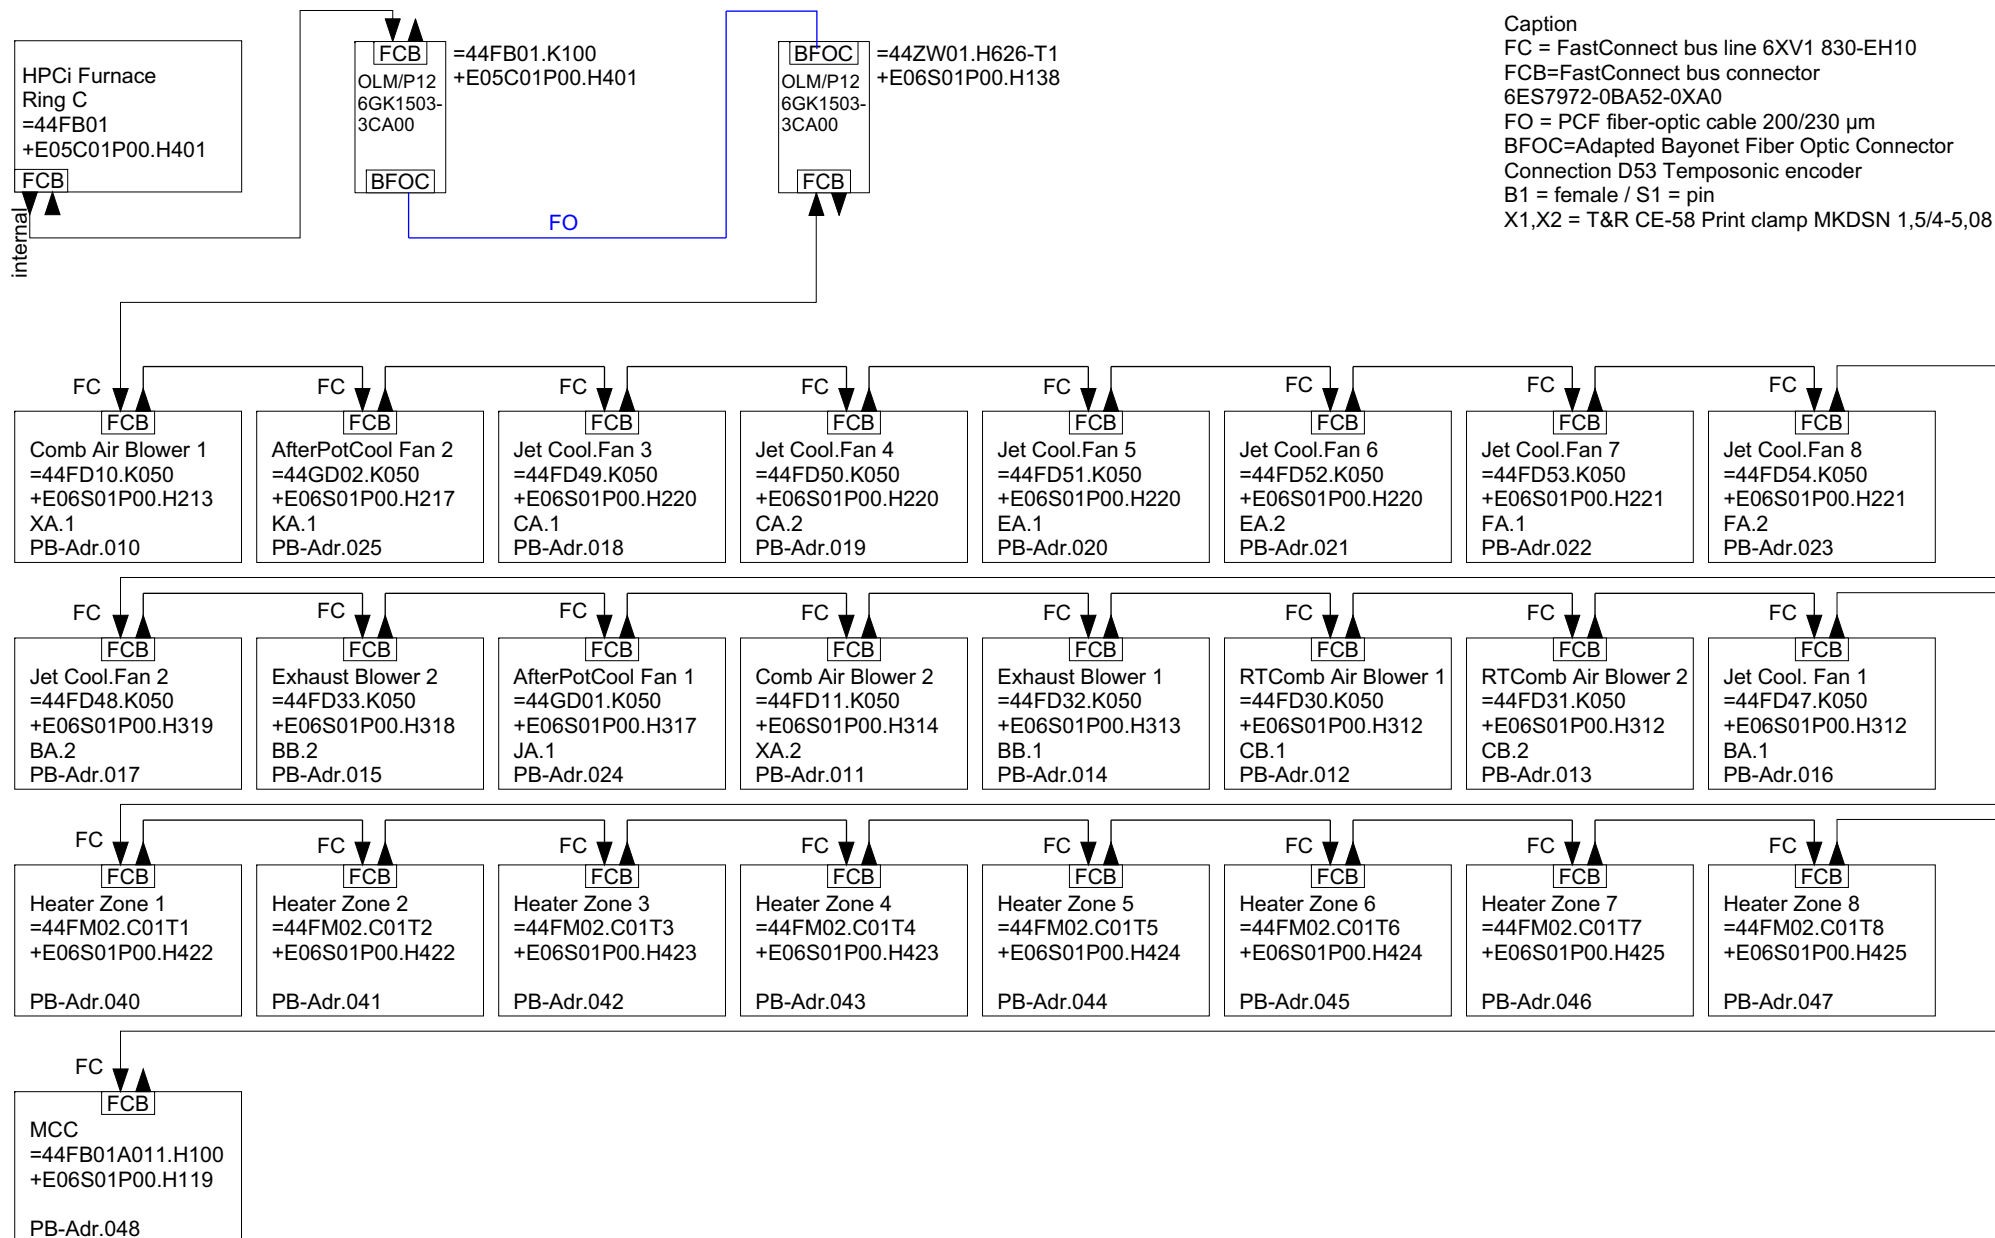 HPCi Furnace
Ring C
=44FB01
+E05C01P00.H401
FCB
internal
FCB
=44FB01.K100
+E05C01P00.H401
OLM/P12
6GK1503-
3CA00
BFOC
FO
BFOC
=44ZW01.H626-T1
+E06S01P00.H138
OLM/P12
6GK1503-
3CA00
FCB
Caption
FC = FastConnect bus line 6XV1 830-EH10
FCB=FastConnect bus connector
6ES7972-0BA52-0XA0
FO = PCF fiber-optic cable 200/230 µm
BFOC=Adapted Bayonet Fiber Optic Connector
Connection D53 Temposonic encoder
B1 = female / S1 = pin
X1,X2 = T&R CE-58 Print clamp MKDSN 1,5/4-5,08
FC
FCB
Comb Air Blower 1
=44FD10.K050
+E06S01P00.H213
XA.1
PB-Adr.010
FC
FCB
AfterPotCool Fan 2
=44GD02.K050
+E06S01P00.H217
KA.1
PB-Adr.025
FC
FCB
Jet Cool.Fan 3
=44FD49.K050
+E06S01P00.H220
CA.1
PB-Adr.018
FC
FCB
Jet Cool.Fan 4
=44FD50.K050
+E06S01P00.H220
CA.2
PB-Adr.019
FC
FCB
Jet Cool.Fan 5
=44FD51.K050
+E06S01P00.H220
EA.1
PB-Adr.020
FC
FCB
Jet Cool.Fan 6
=44FD52.K050
+E06S01P00.H220
EA.2
PB-Adr.021
FC
FCB
Jet Cool.Fan 7
=44FD53.K050
+E06S01P00.H221
FA.1
PB-Adr.022
FC
FCB
Jet Cool.Fan 8
=44FD54.K050
+E06S01P00.H221
FA.2
PB-Adr.023
FC
FCB
Jet Cool.Fan 2
=44FD48.K050
+E06S01P00.H319
BA.2
PB-Adr.017
FC
FCB
Exhaust Blower 2
=44FD33.K050
+E06S01P00.H318
BB.2
PB-Adr.015
FC
FCB
AfterPotCool Fan 1
=44GD01.K050
+E06S01P00.H317
JA.1
PB-Adr.024
FC
FCB
Comb Air Blower 2
=44FD11.K050
+E06S01P00.H314
XA.2
PB-Adr.011
FC
FCB
Exhaust Blower 1
=44FD32.K050
+E06S01P00.H313
BB.1
PB-Adr.014
FC
FCB
RTComb Air Blower 1
=44FD30.K050
+E06S01P00.H312
CB.1
PB-Adr.012
FC
FCB
RTComb Air Blower 2
=44FD31.K050
+E06S01P00.H312
CB.2
PB-Adr.013
FC
FCB
Jet Cool. Fan 1
=44FD47.K050
+E06S01P00.H312
BA.1
PB-Adr.016
FC
FCB
Heater Zone 1
=44FM02.C01T1
+E06S01P00.H422
PB-Adr.040
FC
FCB
Heater Zone 2
=44FM02.C01T2
+E06S01P00.H422
PB-Adr.041
FC
FCB
Heater Zone 3
=44FM02.C01T3
+E06S01P00.H423
PB-Adr.042
FC
FCB
Heater Zone 4
=44FM02.C01T4
+E06S01P00.H423
PB-Adr.043
FC
FCB
Heater Zone 5
=44FM02.C01T5
+E06S01P00.H424
PB-Adr.044
FC
FCB
Heater Zone 6
=44FM02.C01T6
+E06S01P00.H424
PB-Adr.045
FC
FCB
Heater Zone 7
=44FM02.C01T7
+E06S01P00.H425
PB-Adr.046
FC
FCB
Heater Zone 8
=44FM02.C01T8
+E06S01P00.H425
PB-Adr.047
FC
FCB
MCC
=44FB01A011.H100
+E06S01P00.H119
PB-Adr.048